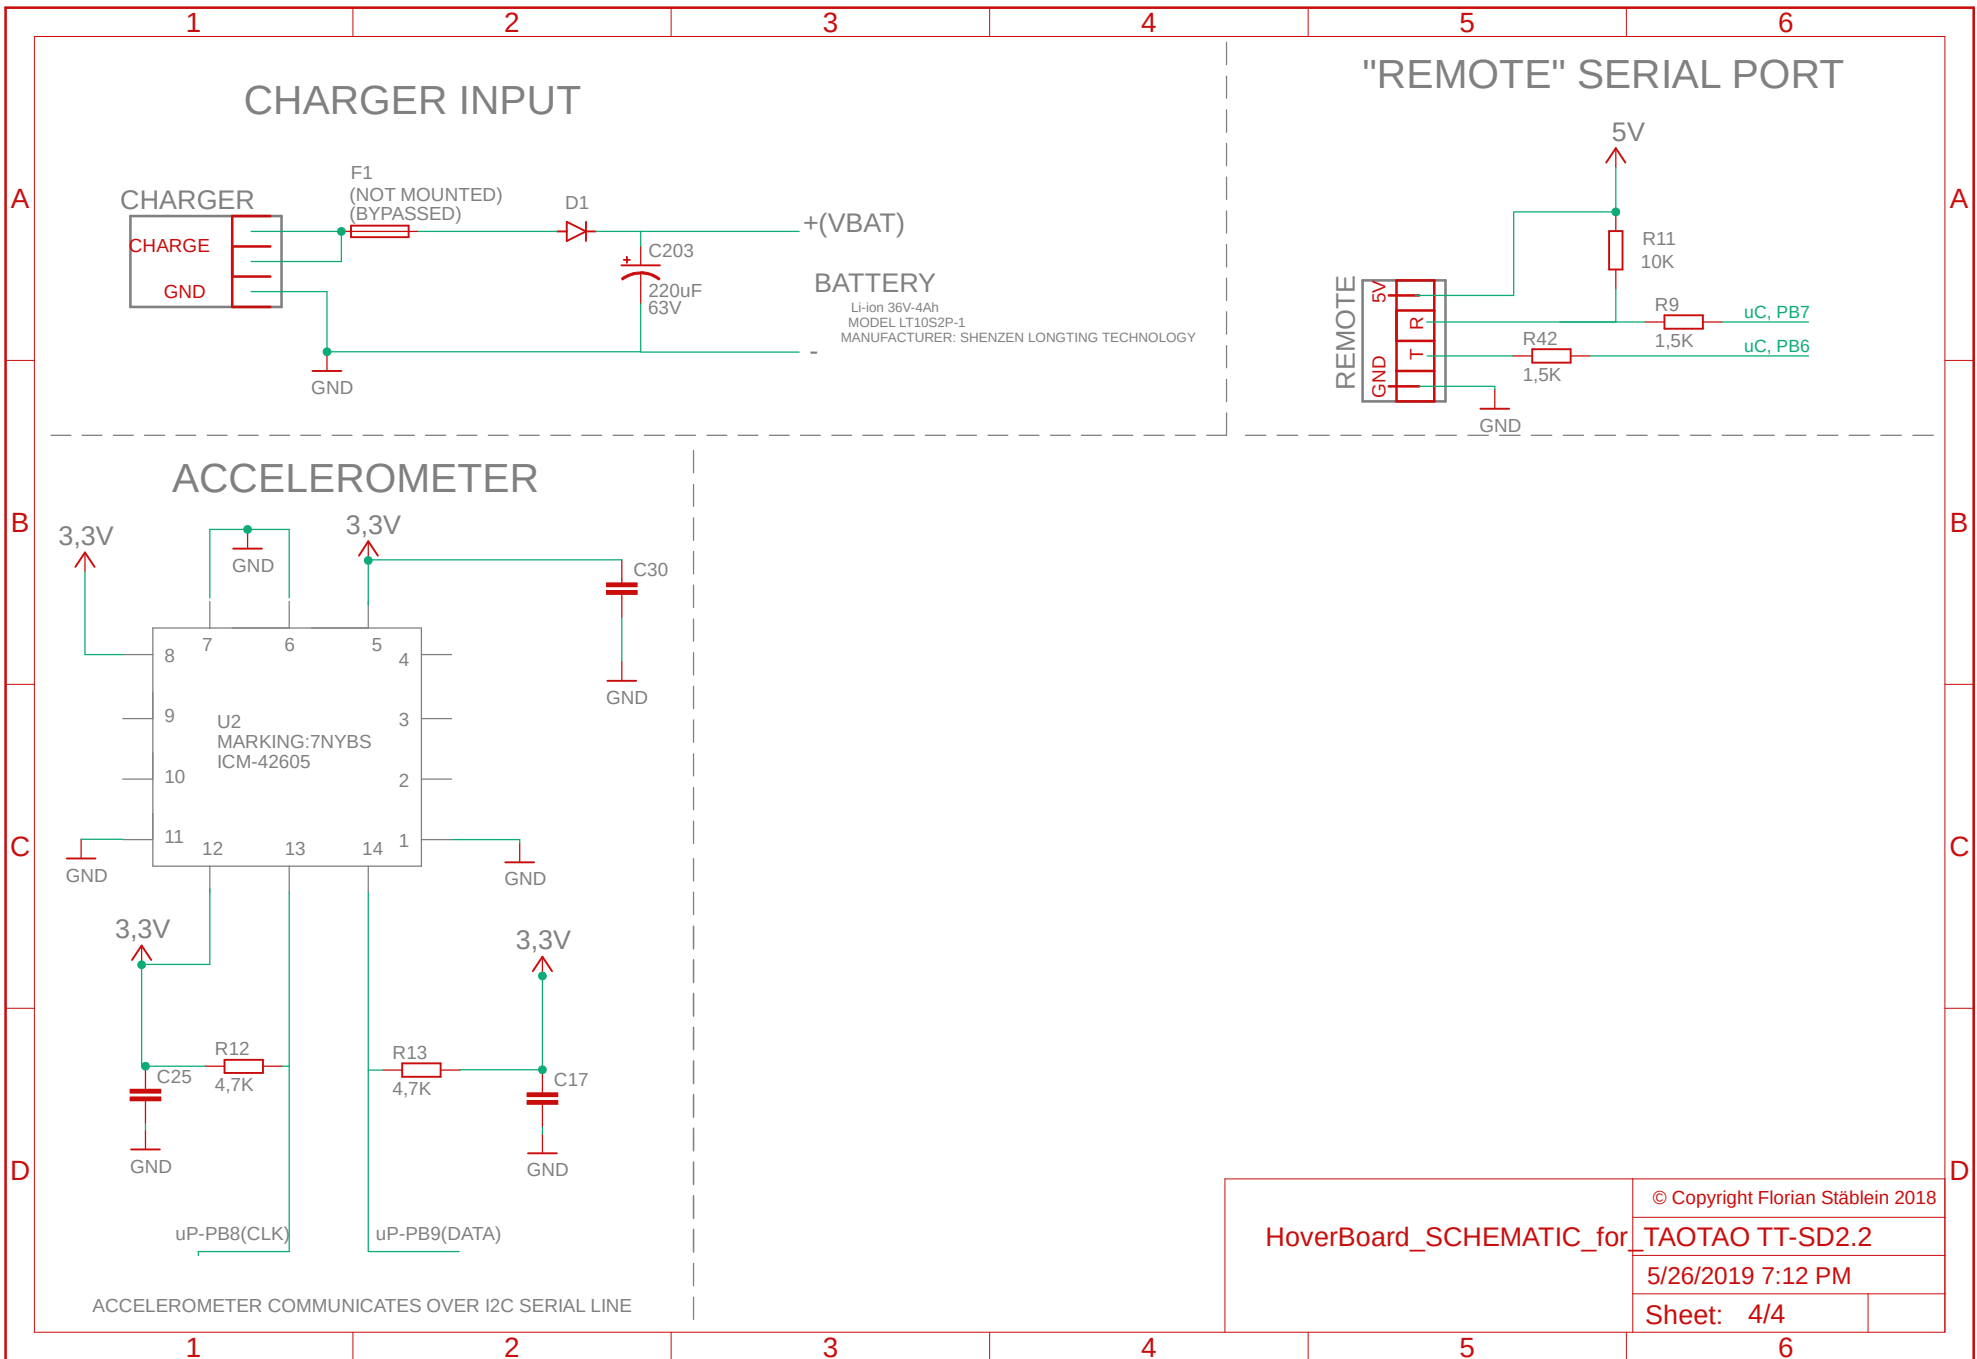 1 2 3 4 5 6
CHARGER INPUT
"REMOTE" SERIAL PORT
A
A
CHARGER
CHARGE
GND
F1
(NOT MOUNTED)
(BYPASSED)
D1
+(VBAT)
C203
+
220uF
63V
BATTERY
Li-ion 36V-4Ah
MODEL LT10S2P-1
MANUFACTURER: SHENZEN LONGTING TECHNOLOGY
-
GND
5V
R11
10K
REMOTE
5V
R
T
GND
R9
1,5K
uC, PB7
R42
1,5K
uC, PB6
GND
ACCELEROMETER
B
B
3,3V
GND
3,3V
C30
GND
7
6
5
8
4
9
3
U2
MARKING:7NYBS
ICM-42605
10
2
11
12
13
14
1
C
C
GND
GND
3,3V
3,3V
R12
4,7K
C25
GND
R13
4,7K
C17
GND
D
D
uP-PB8(CLK)
uP-PB9(DATA)
ACCELEROMETER COMMUNICATES OVER I2C SERIAL LINE
© Copyright Florian Stäblein 2018
HoverBoard_SCHEMATIC_for_TAOTAO TT-SD2.2
5/26/2019 7:12 PM
Sheet: 4/4
1 2 3 4 5 6